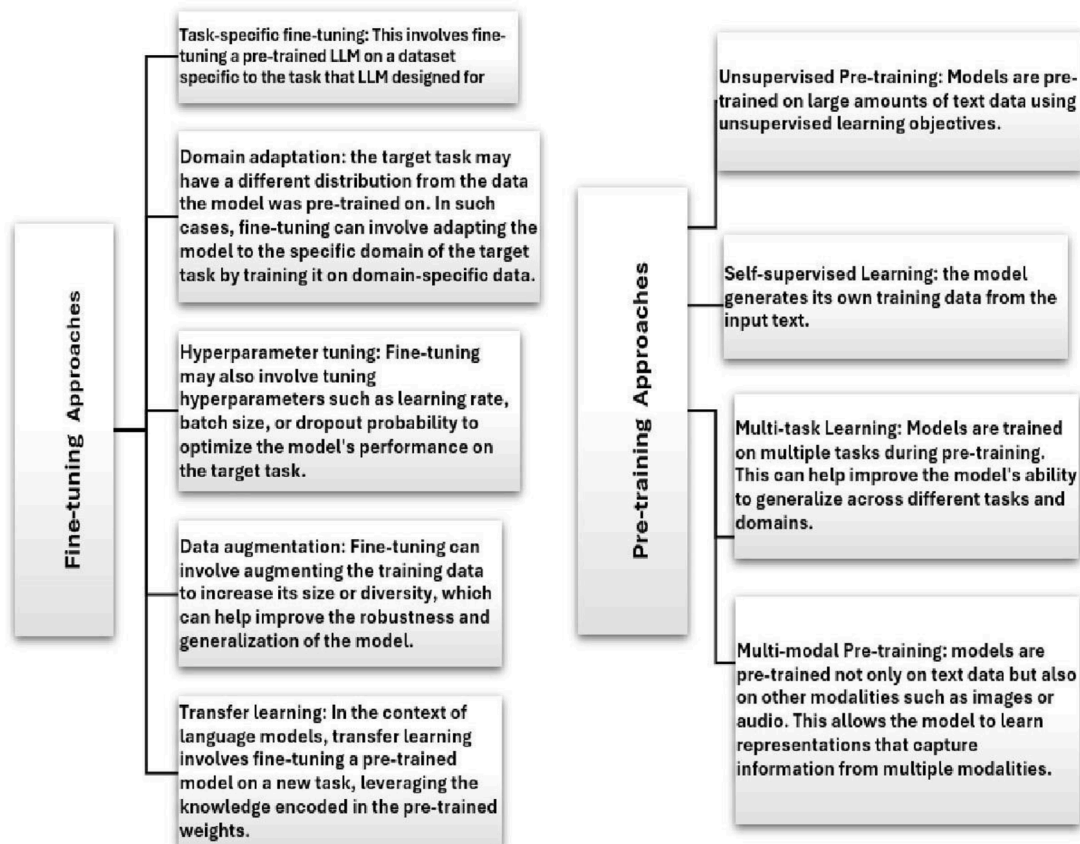 Fine-tuning Approaches
Task-specific fine-tuning: This involves fine-
tuning a pre-trained LLM on a dataset
specific to the task that LLM designed for
Domain adaptation: the target task may
have a different distribution from the data
the model was pre-trained on. In such
cases, fine-tuning can involve adapting the
model to the specific domain of the target
task by training it on domain-specific data.
Hyperparameter tuning: Fine-tuning
may also involve tuning
hyperparameters such as learning rate,
batch size, or dropout probability to
optimize the model's performance on
the target task.
Data augmentation: Fine-tuning can
involve augmenting the training data
to increase its size or diversity, which
can help improve the robustness and
generalization of the model.
Transfer learning: In the context of
language models, transfer learning
involves fine-tuning a pre-trained
model on a new task, leveraging the
knowledge encoded in the pre-trained
weights.
Pre-training Approaches
Unsupervised Pre-training: Models are pre-
trained on large amounts of text data using
unsupervised learning objectives.
Self-supervised Learning: the model
generates its own training data from the
input text.
Multi-task Learning: Models are trained
on multiple tasks during pre-training.
This can help improve the model's ability
to generalize across different tasks and
domains.
Multi-modal Pre-training: models are
pre-trained not only on text data but also
on other modalities such as images or
audio. This allows the model to learn
representations that capture
information from multiple modalities.